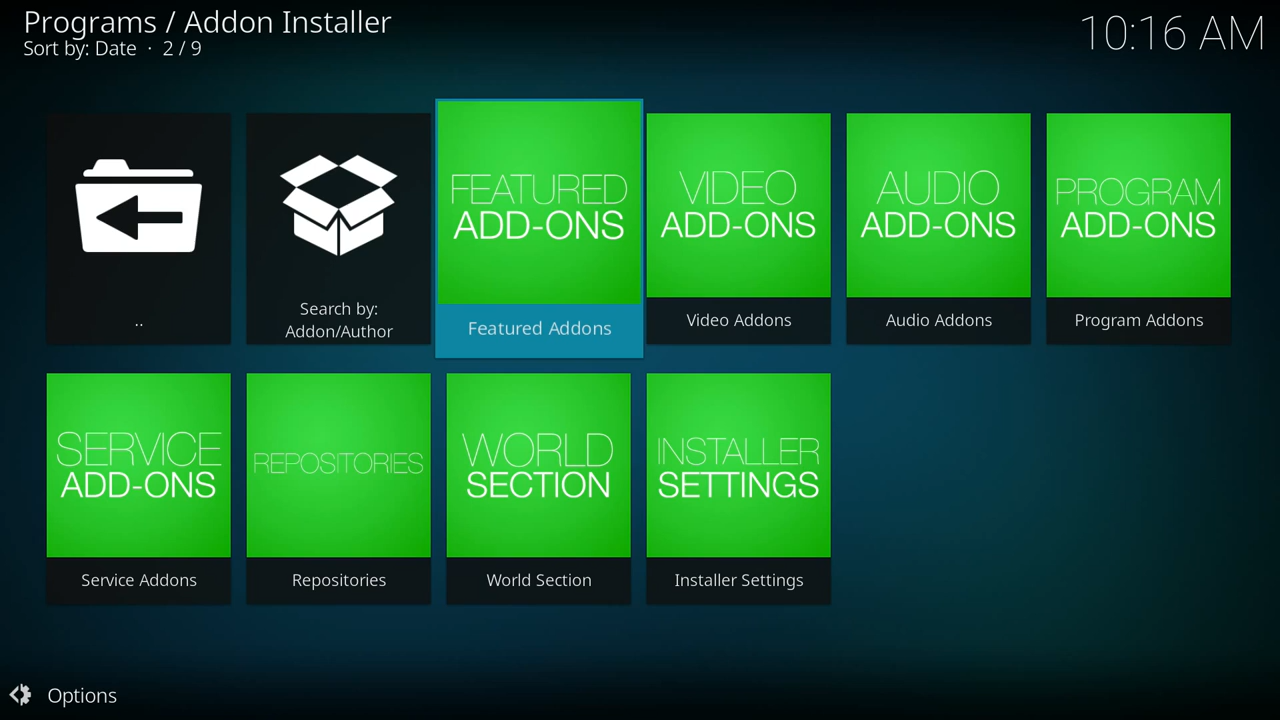 Programs / Addon Installer
Sort by: Date · 2 / 9
10:16 AM
..
Search by:
Addon/Author
FEATURED
ADD-ONS
Featured Addons
VIDEO
ADD-ONS
Video Addons
AUDIO
ADD-ONS
Audio Addons
PROGRAM
ADD-ONS
Program Addons
SERVICE
ADD-ONS
Service Addons
REPOSITORIES
Repositories
WORLD
SECTION
World Section
INSTALLER
SETTINGS
Installer Settings
Options